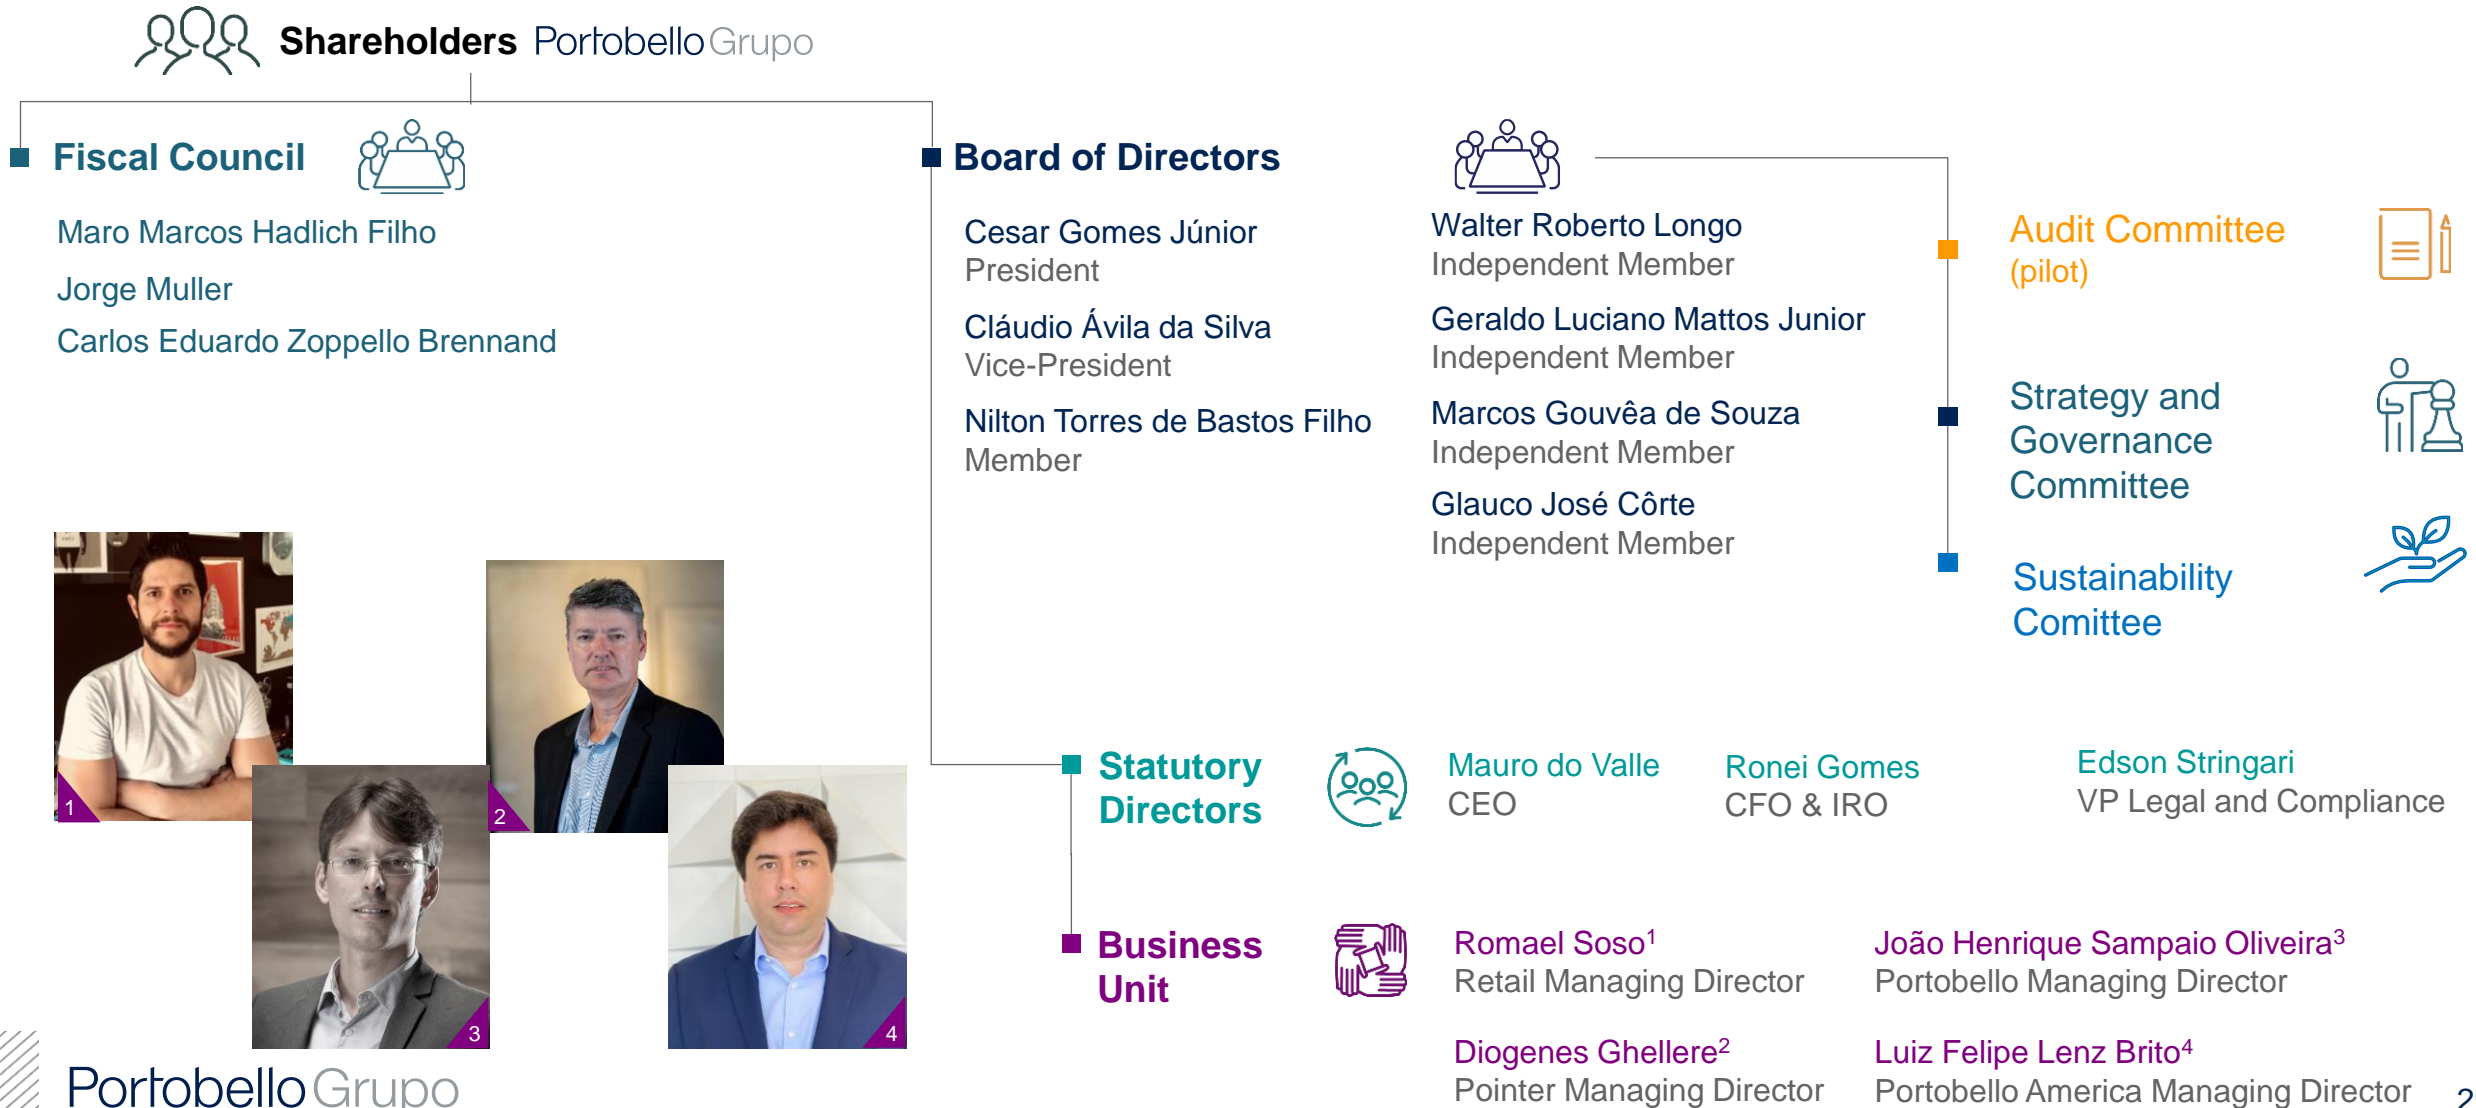 Shareholders PortobelloGrupo
Fiscal Council
Maro Marcos Hadlich Filho
Jorge Muller
Carlos Eduardo Zoppello Brennand
Board of Directors
Cesar Gomes Júnior
President
Cláudio Ávila da Silva
Vice-President
Nilton Torres de Bastos Filho
Member
Walter Roberto Longo
Independent Member
Geraldo Luciano Mattos Junior
Independent Member
Marcos Gouvêa de Souza
Independent Member
Glauco José Côrte
Independent Member
Audit Committee
(pilot)
Strategy and
Governance
Committee
Sustainability
Comittee
1
2
3
4
Statutory
Directors
Mauro do Valle
CEO
Ronei Gomes
CFO & IRO
Edson Stringari
VP Legal and Compliance
Business
Unit
Romael Soso¹
Retail Managing Director
João Henrique Sampaio Oliveira³
Portobello Managing Director
Diogenes Ghellere²
Pointer Managing Director
Luiz Felipe Lenz Brito⁴
Portobello America Managing Director
PortobelloGrupo
2